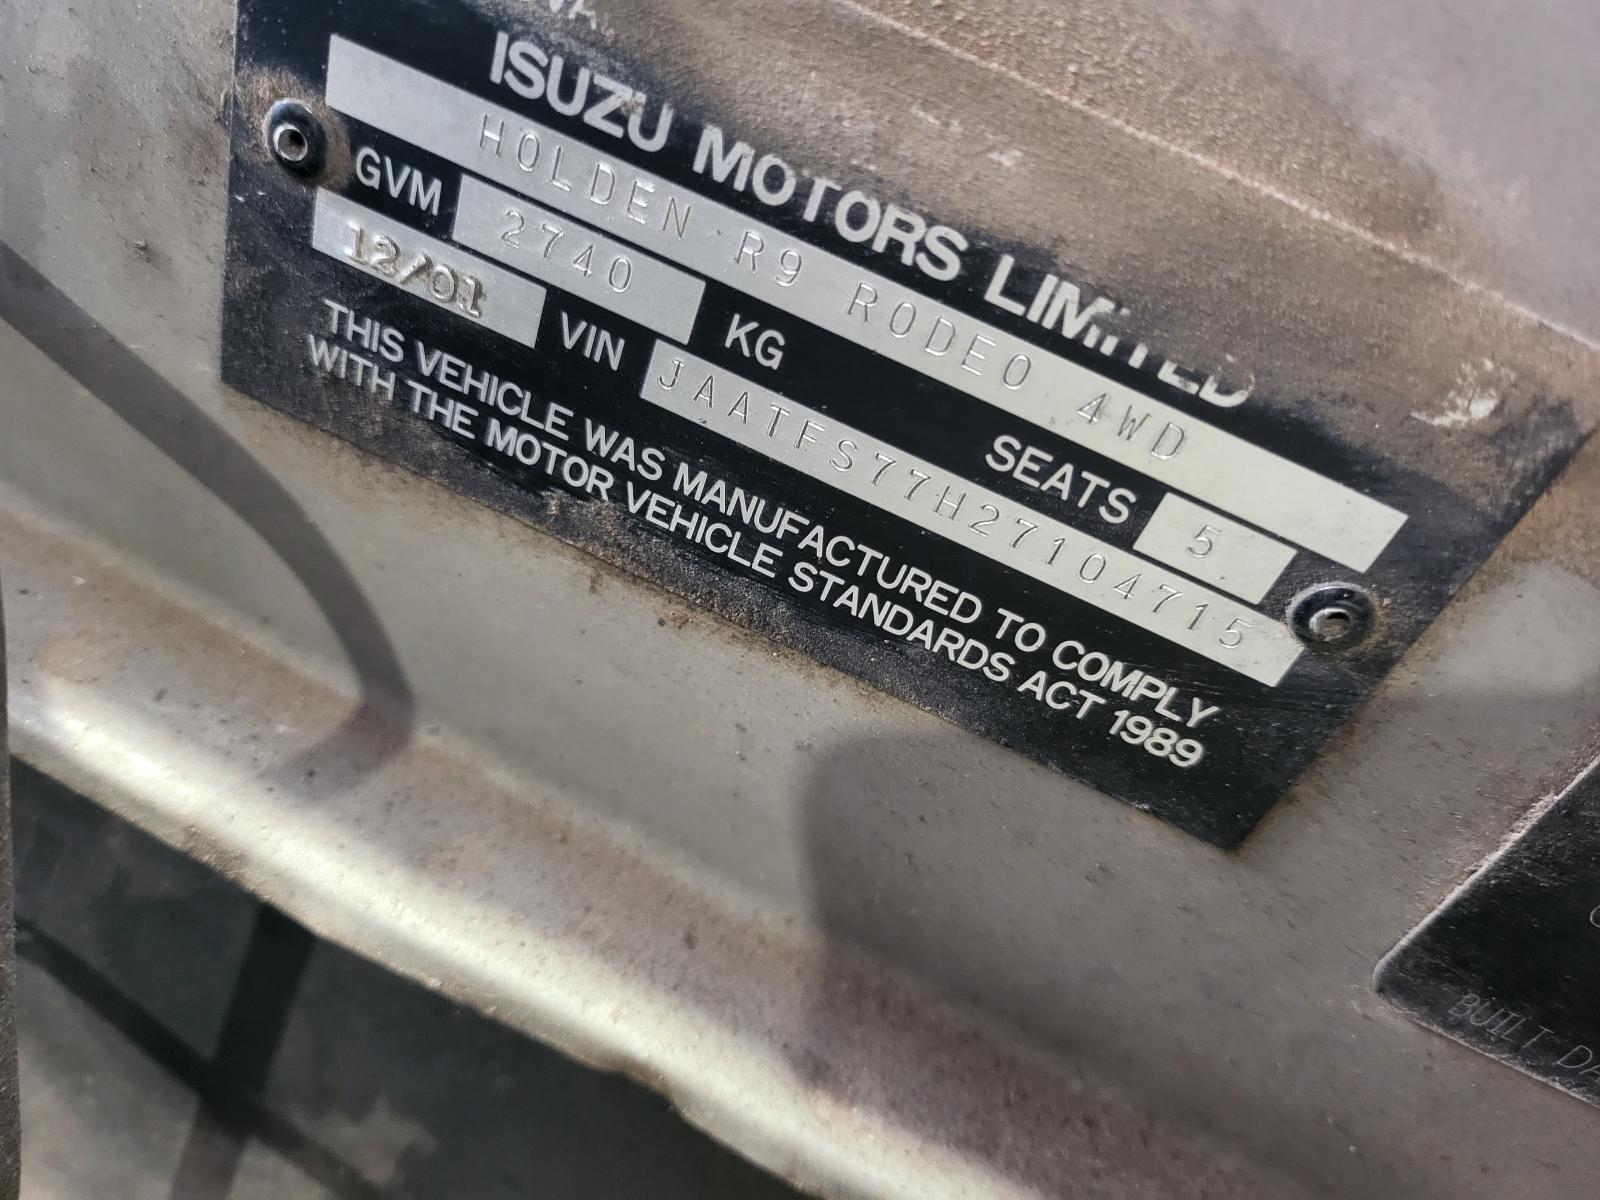 ISUZU MOTORS LIMITED
HOLDEN R9 RODEO 4WD
GVM 2740 KG SEATS 5
12/01 VIN JAATFS77H27104715
THIS VEHICLE WAS MANUFACTURED TO COMPLY
WITH THE MOTOR VEHICLE STANDARDS ACT 1989
BUILT